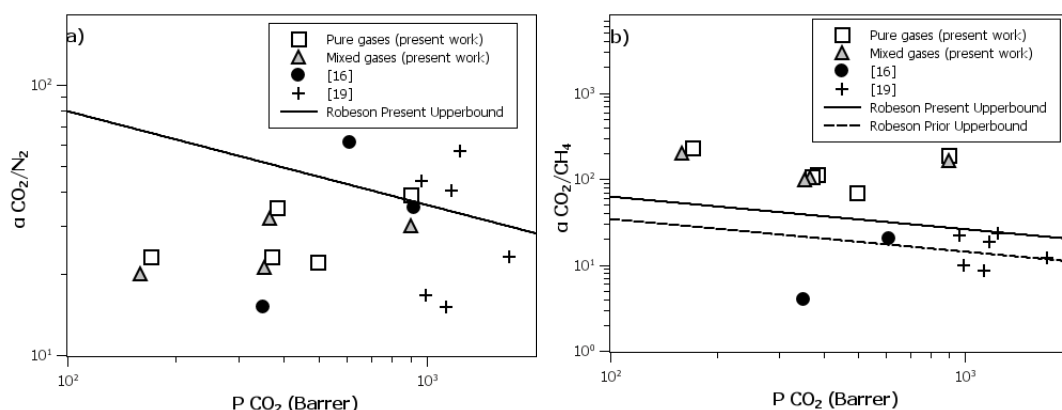 a)
Pure gases (present work)
Mixed gases (present work)
[16]
[19]
Robeson Present Upperbound
10²
10¹
α CO₂/N₂
10²
10³
P CO₂ (Barrer)
b)
Pure gases (present work)
Mixed gases (present work)
[16]
[19]
Robeson Present Upperbound
Robeson Prior Upperbound
10³
10²
10¹
10⁰
α CO₂/CH₄
10²
10³
P CO₂ (Barrer)